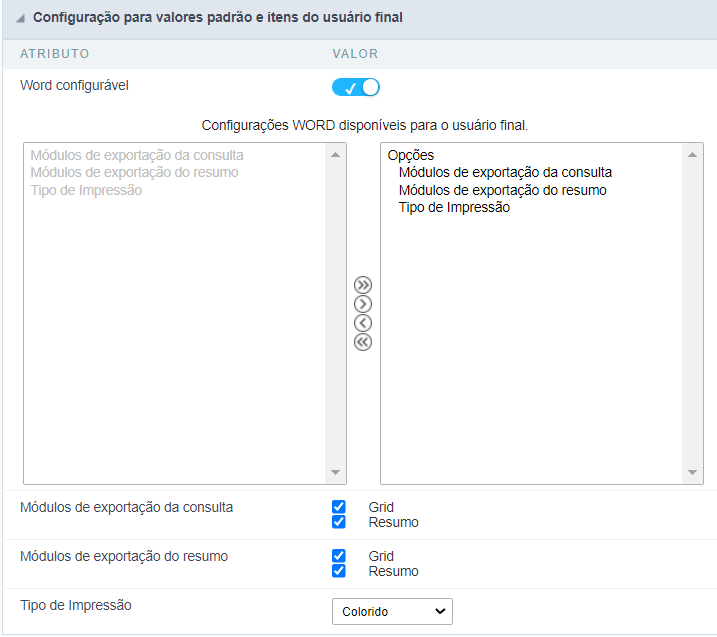 Configuração para valores padrão e itens do usuário final
ATRIBUTO VALOR
Word configurável
Configurações WORD disponíveis para o usuário final.
Módulos de exportação da consulta
Módulos de exportação do resumo
Tipo de Impressão
Opções
Módulos de exportação da consulta
Módulos de exportação do resumo
Tipo de Impressão
Módulos de exportação da consulta Grid
Resumo
Módulos de exportação do resumo Grid
Resumo
Tipo de Impressão Colorido